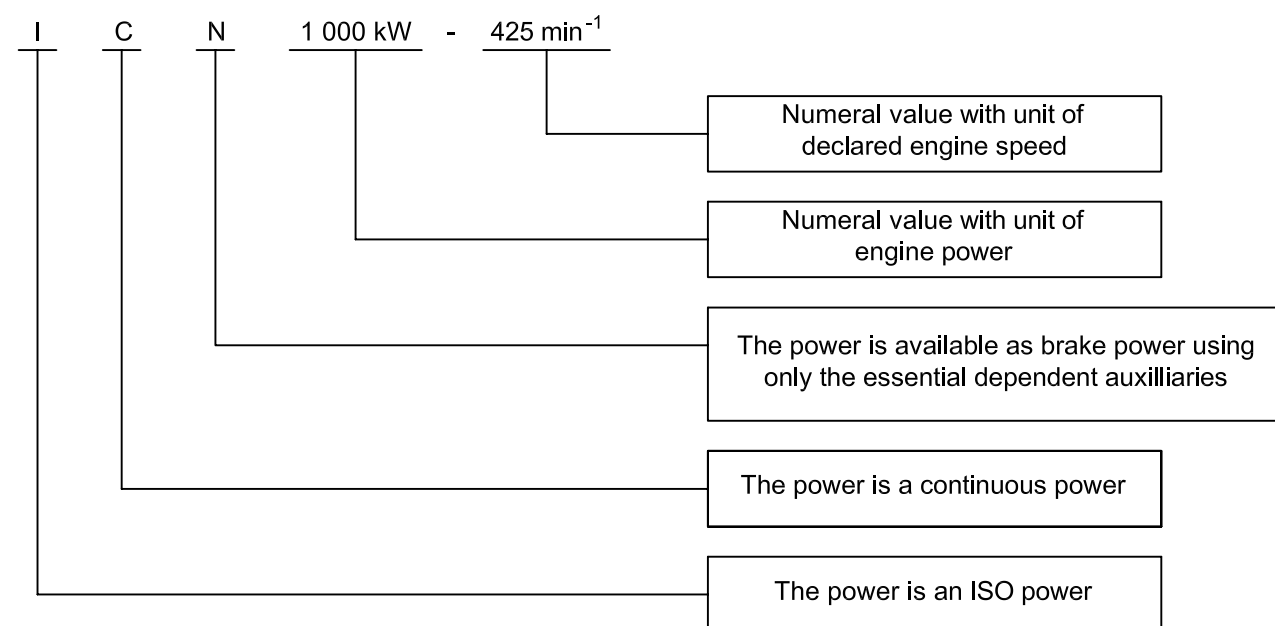 I C N 1 000 kW - 425 min⁻¹
Numeral value with unit of
declared engine speed
Numeral value with unit of
engine power
The power is available as brake power using
only the essential dependent auxilliaries
The power is a continuous power
The power is an ISO power